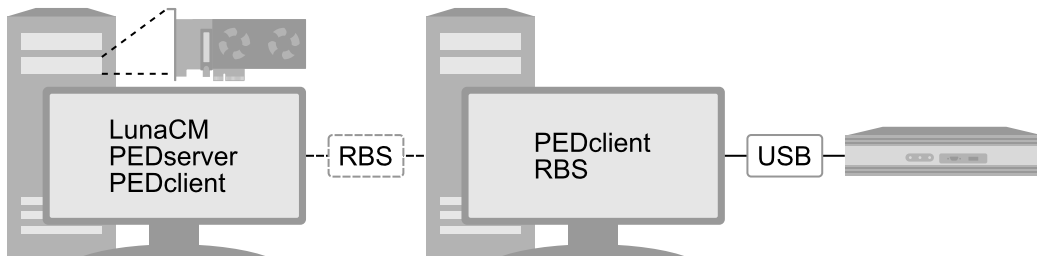 LunaCM
PEDserver
PEDclient
RBS
PEDclient
RBS
USB